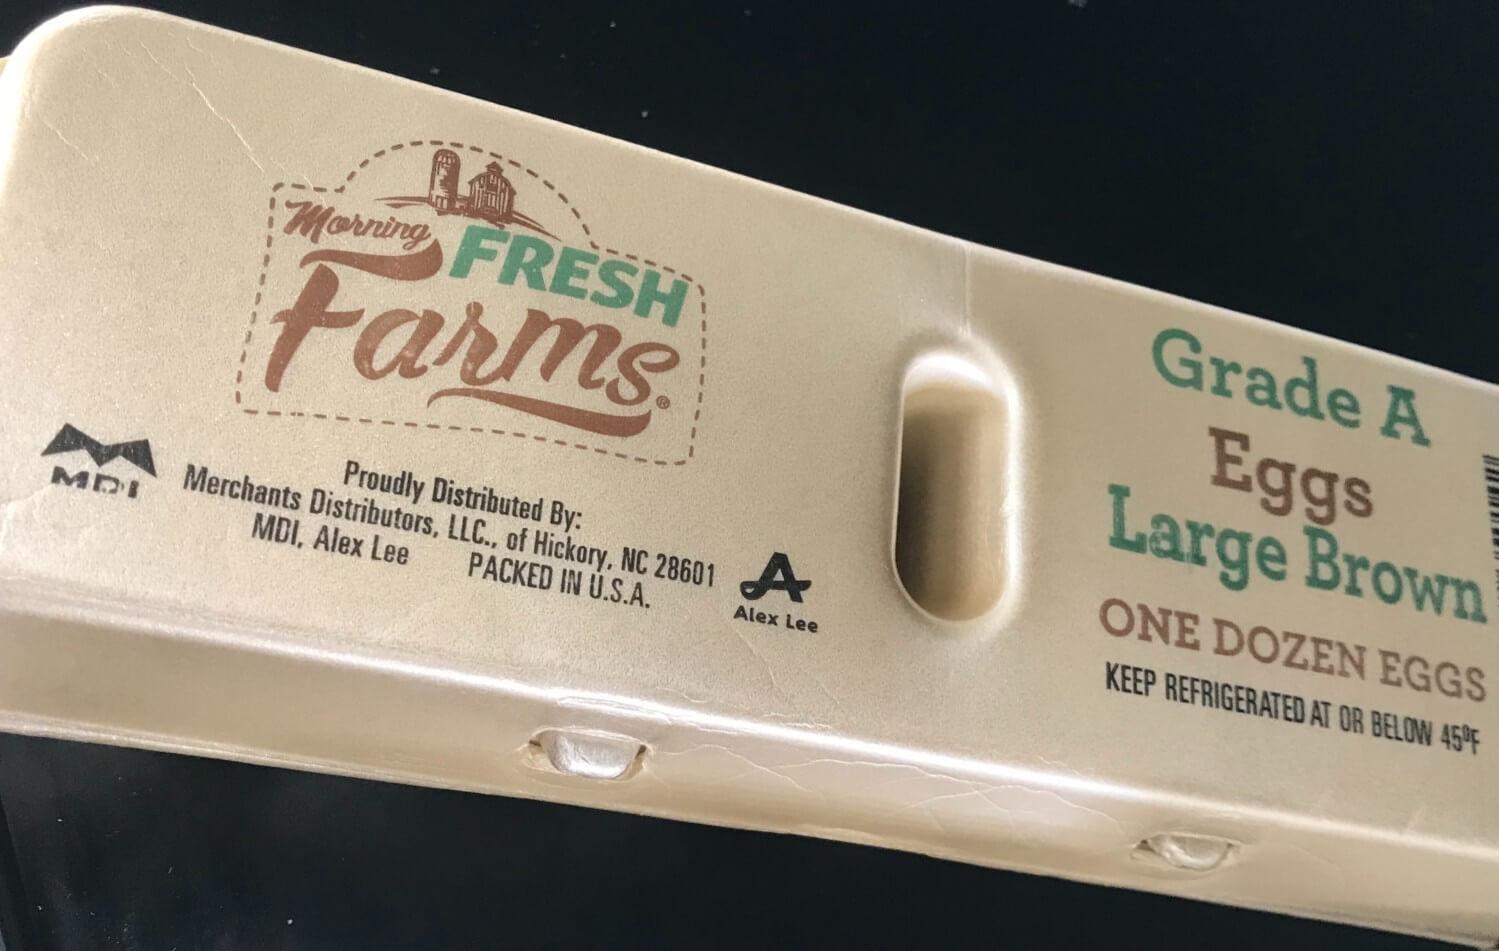 Morning
FRESH
Farms®
MDI
Proudly Distributed By:
Merchants Distributors, LLC., of Hickory, NC 28601
MDI, Alex Lee PACKED IN U.S.A.
A
Alex Lee
Grade A
Eggs
Large Brown
ONE DOZEN EGGS
KEEP REFRIGERATED AT OR BELOW 45ºF